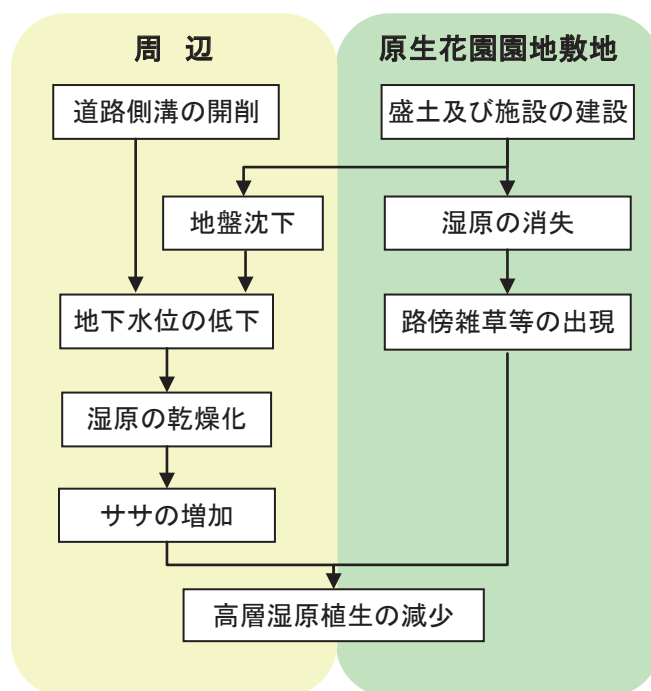 周 辺
原生花園園地敷地
道路側溝の開削
盛土及び施設の建設
地盤沈下
湿原の消失
地下水位の低下
路傍雑草等の出現
湿原の乾燥化
ササの増加
高層湿原植生の減少